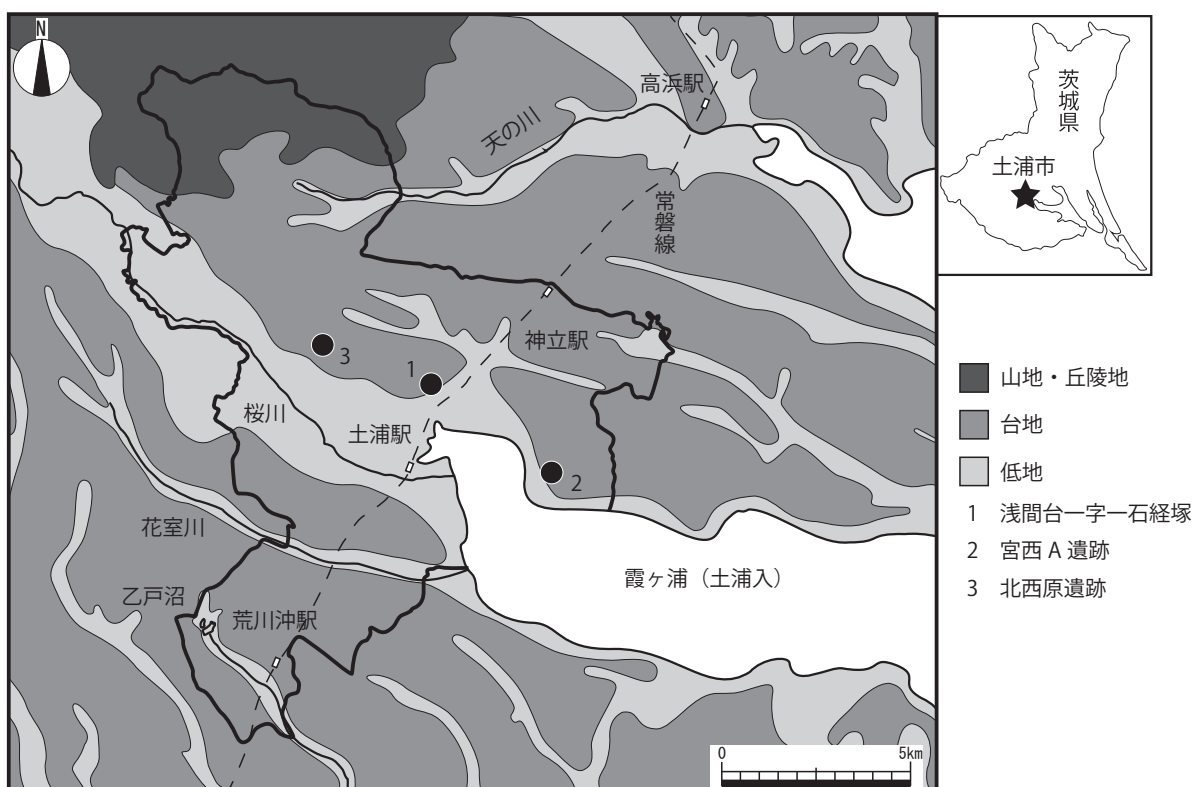 N
高浜駅
天の川
常磐線
神立駅
3
1
桜川
土浦駅
2
花室川
霞ヶ浦（土浦入）
乙戸沼
荒川沖駅
0 5km
茨城県
土浦市
山地・丘陵地
台地
低地
1 浅間台一字一石経塚
2 宮西 A 遺跡
3 北西原遺跡